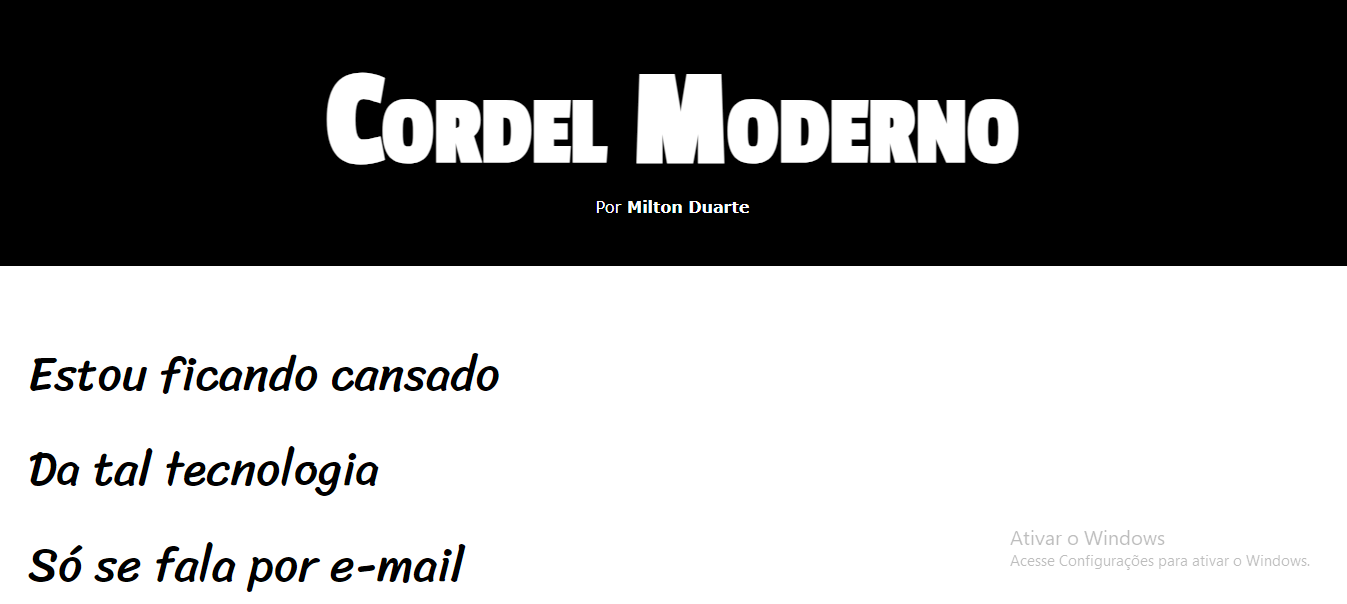 Cordel Moderno
Por Milton Duarte
Estou ficando cansado
Da tal tecnologia
Só se fala por e-mail
Ativar o Windows
Acesse Configurações para ativar o Windows.